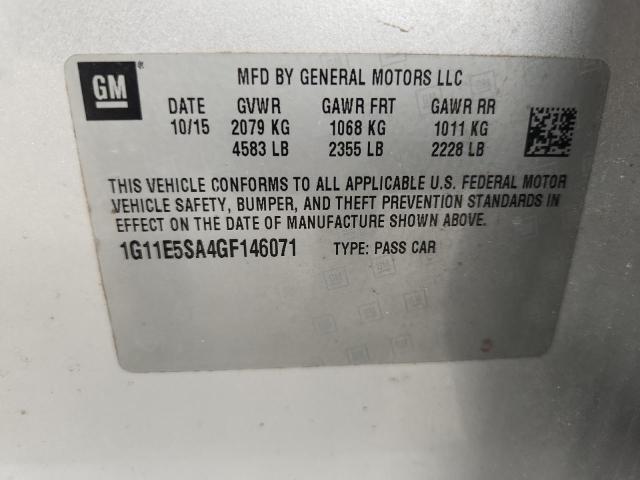 GM ® MFD BY GENERAL MOTORS LLC
DATE GVWR GAWR FRT GAWR RR
10/15 2079 KG 1068 KG 1011 KG
4583 LB 2355 LB 2228 LB
THIS VEHICLE CONFORMS TO ALL APPLICABLE U.S. FEDERAL MOTOR
VEHICLE SAFETY, BUMPER, AND THEFT PREVENTION STANDARDS IN
EFFECT ON THE DATE OF MANUFACTURE SHOWN ABOVE.
1G11E5SA4GF146071 TYPE: PASS CAR